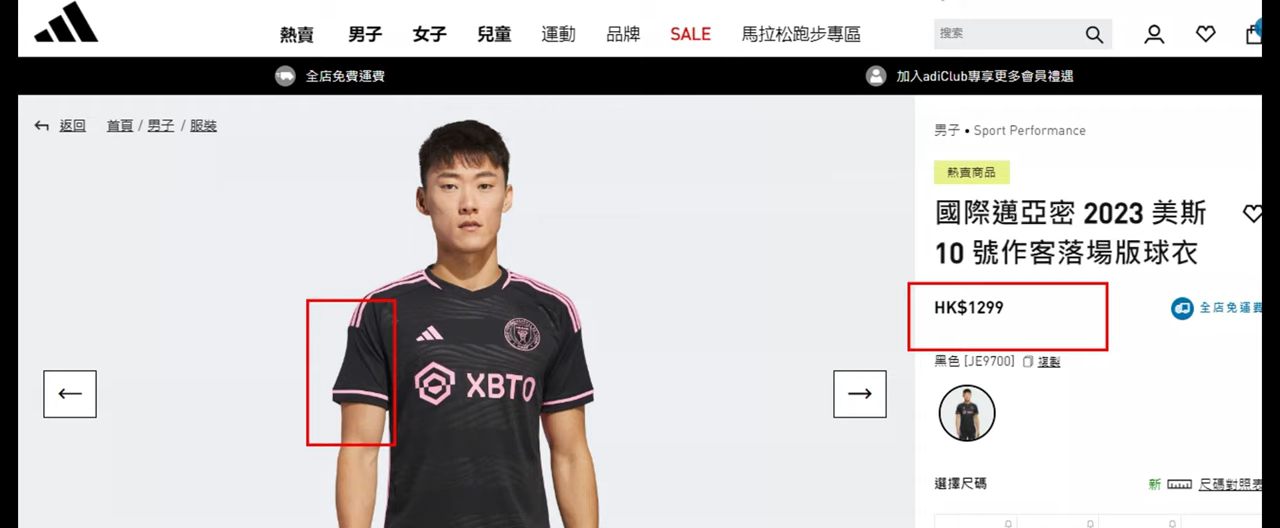 熱賣 男子 女子 兒童 運動 品牌 SALE 馬拉松跑步專區 搜索
全店免費運費 加入adiClub專享更多會員禮遇
返回 首頁 / 男子 / 服裝
男子 • Sport Performance
熱賣商品
國際邁亞密 2023 美斯
10 號作客落場版球衣
HK$1299
全店免運費
XBTO
黑色 [JE9700] 複製
選擇尺碼 新 尺碼對照表